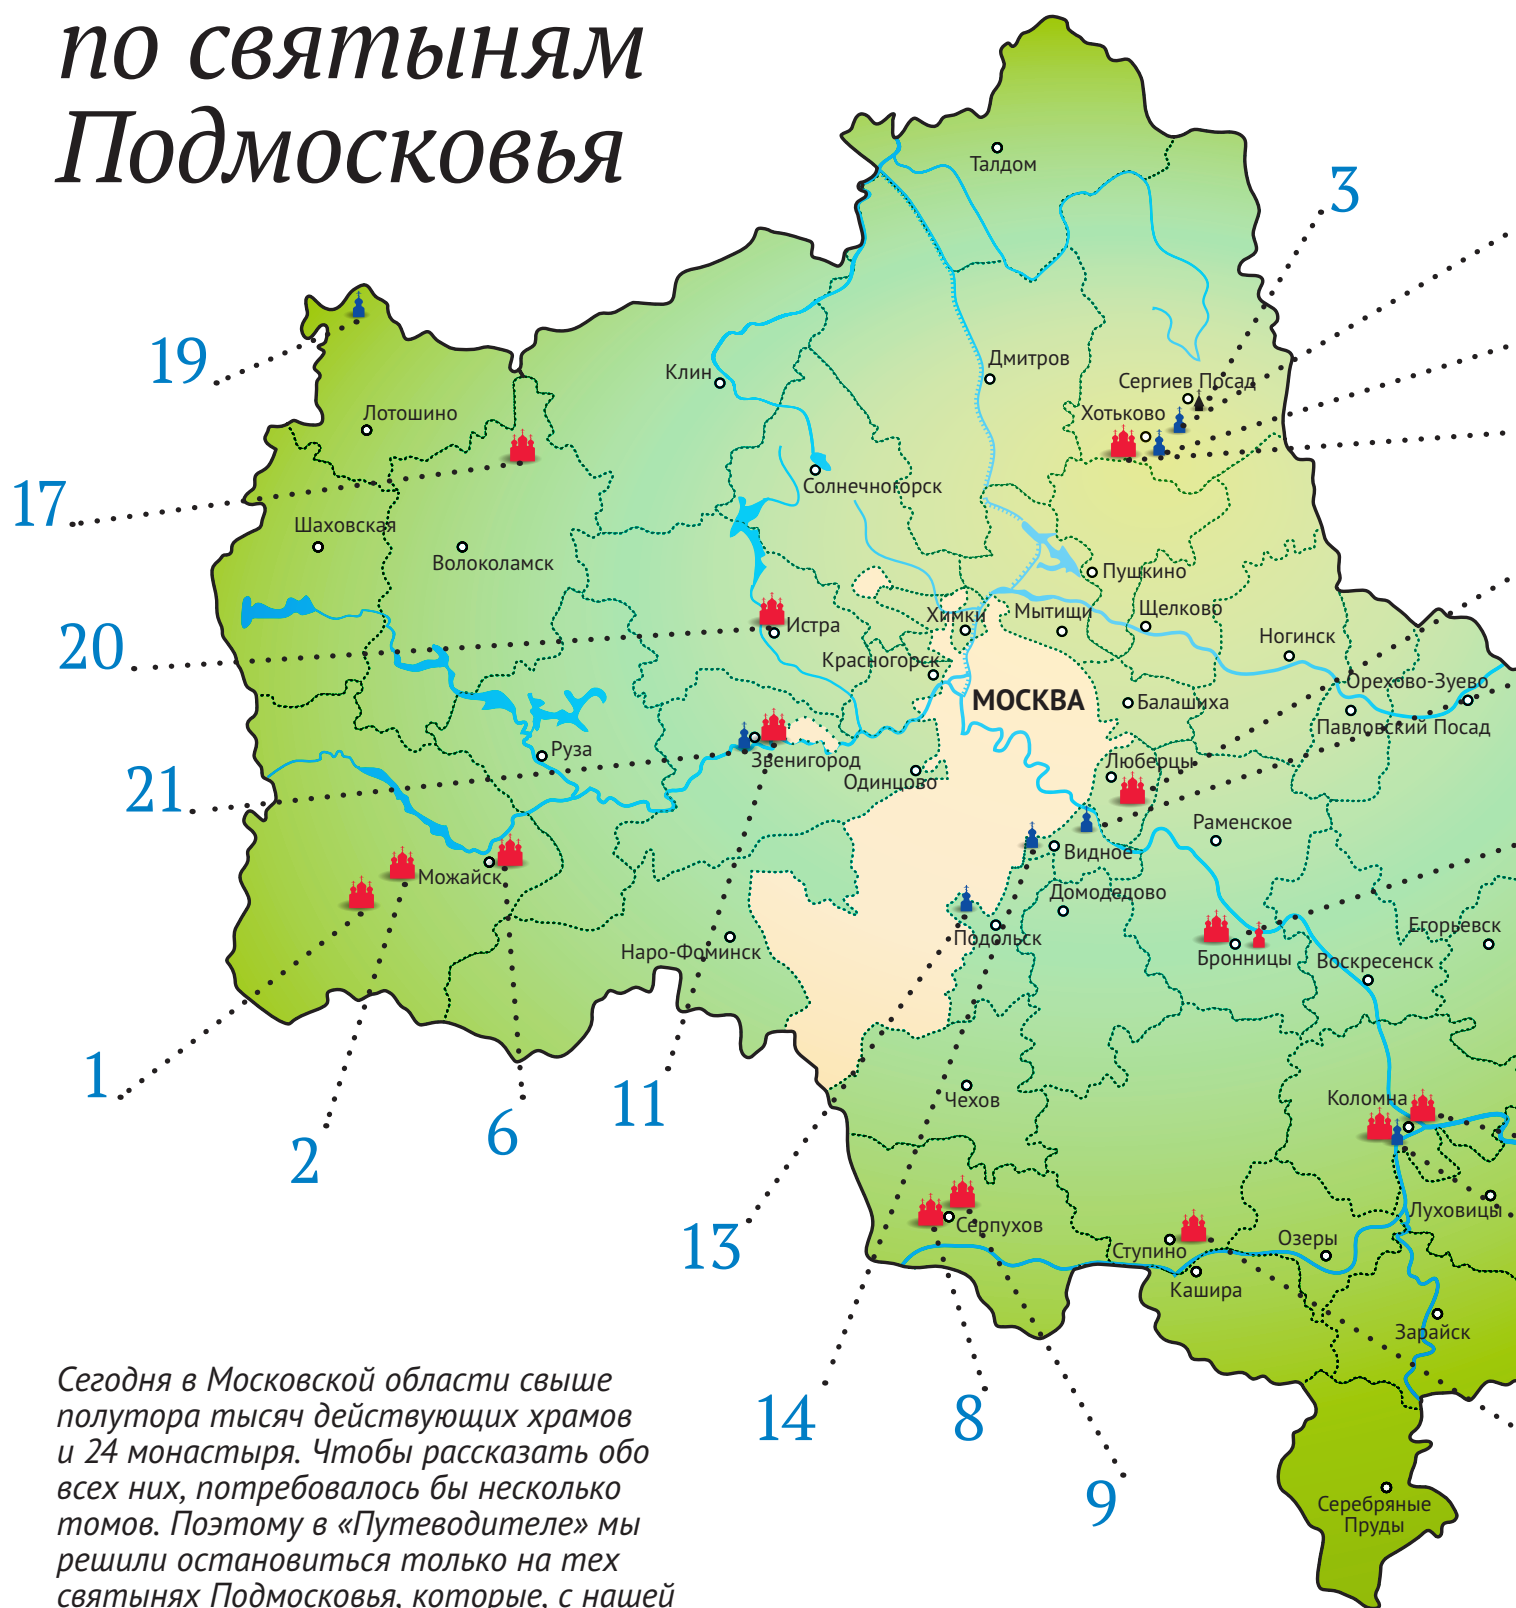 по святыням
Подмосковья
3
Талдом
19
Дмитров
Клин
Сергиев Посад
Хотьково
Лотошино
Солнечногорск
17
Шаховская
Волоколамск
Пушкино
Химки
Мытищи
Щелково
Истра
Ногинск
20
Красногорск
Орехово-Зуево
МОСКВА
Балашиха
Павловский Посад
Руза
Звенигород
Люберцы
Одинцово
21
Раменское
Видное
Можайск
Домодедово
Егорьевск
Подольск
Наро-Фоминск
Бронницы
Воскресенск
1
11
Чехов
Коломна
6
2
Луховицы
Серпухов
13
Ступино
Озеры
Кашира
Зарайск
14
8
9
Серебряные
Пруды
Сегодня в Московской области свыше
полутора тысяч действующих храмов
и 24 монастыря. Чтобы рассказать обо
всех них, потребовалось бы несколько
томов. Поэтому в «Путеводителе» мы
решили остановиться только на тех
святынях Подмосковья, которые, с нашей